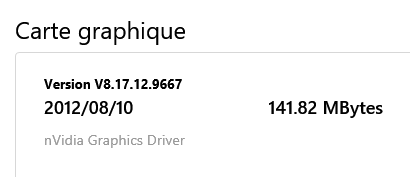 Carte graphique
Version V8.17.12.9667
2012/08/10 141.82 MBytes
nVidia Graphics Driver